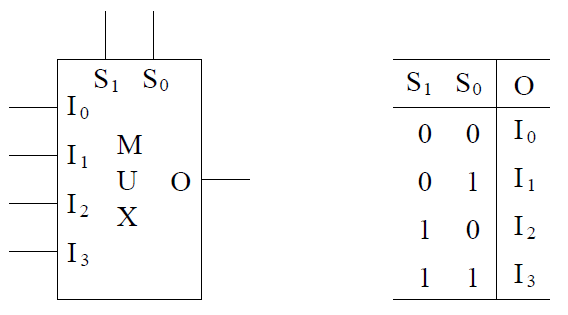 S₁ S₀
I₀
I₁
I₂
I₃
M
U
X
O
S₁ S₀ O
0 0 I₀
0 1 I₁
1 0 I₂
1 1 I₃